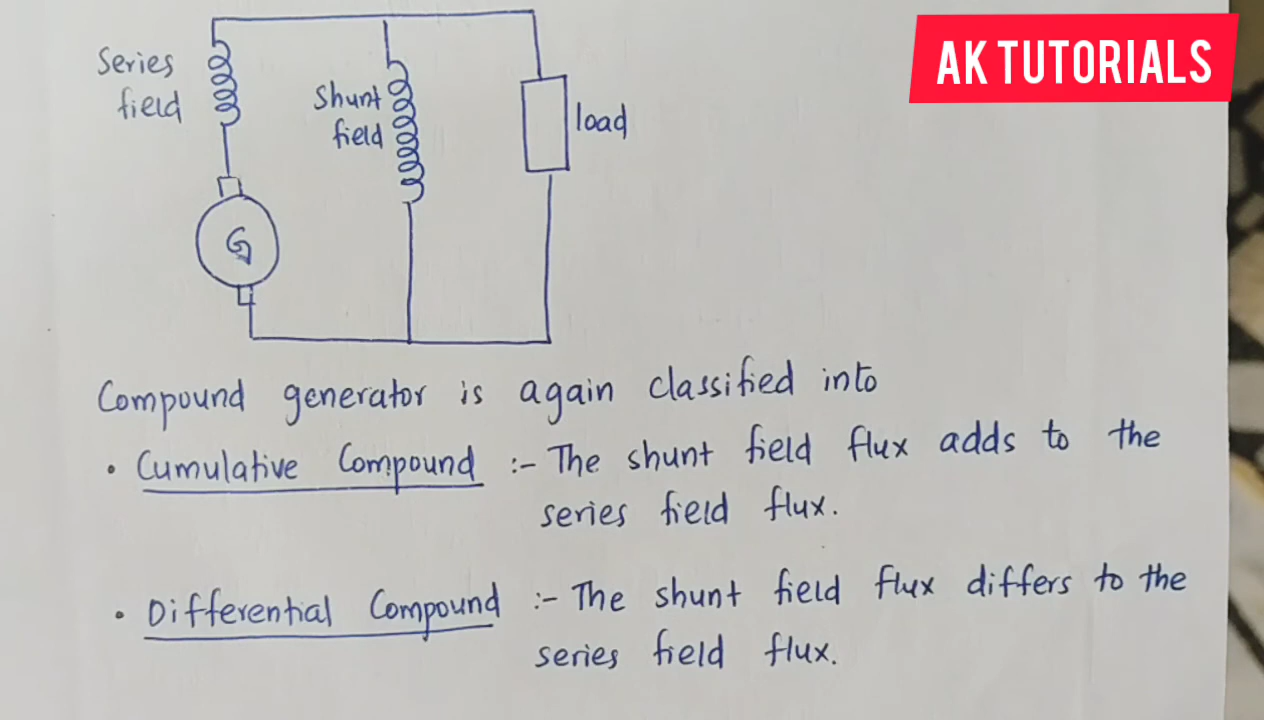 AK TUTORIALS
Series
field
Shunt
field
load
G
Compound generator is again classified into
• Cumulative Compound :- The shunt field flux adds to the
series field flux.
• Differential Compound :- The shunt field flux differs to the
series field flux.